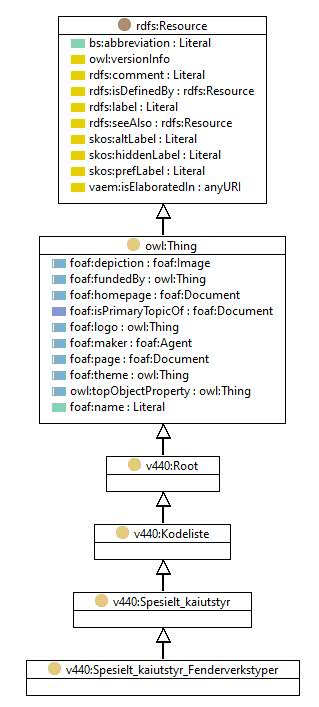 rdfs:Resource
bs:abbreviation : Literal
owl:versionInfo
rdfs:comment : Literal
rdfs:isDefinedBy : rdfs:Resource
rdfs:label : Literal
rdfs:seeAlso : rdfs:Resource
skos:altLabel : Literal
skos:hiddenLabel : Literal
skos:prefLabel : Literal
vaem:isElaboratedIn : anyURI
owl:Thing
foaf:depiction : foaf:Image
foaf:fundedBy : owl:Thing
foaf:homepage : foaf:Document
foaf:isPrimaryTopicOf : foaf:Document
foaf:logo : owl:Thing
foaf:maker : foaf:Agent
foaf:page : foaf:Document
foaf:theme : owl:Thing
owl:topObjectProperty : owl:Thing
foaf:name : Literal
v440:Root
v440:Kodeliste
v440:Spesielt_kaiutstyr
v440:Spesielt_kaiutstyr_Fenderverkstyper